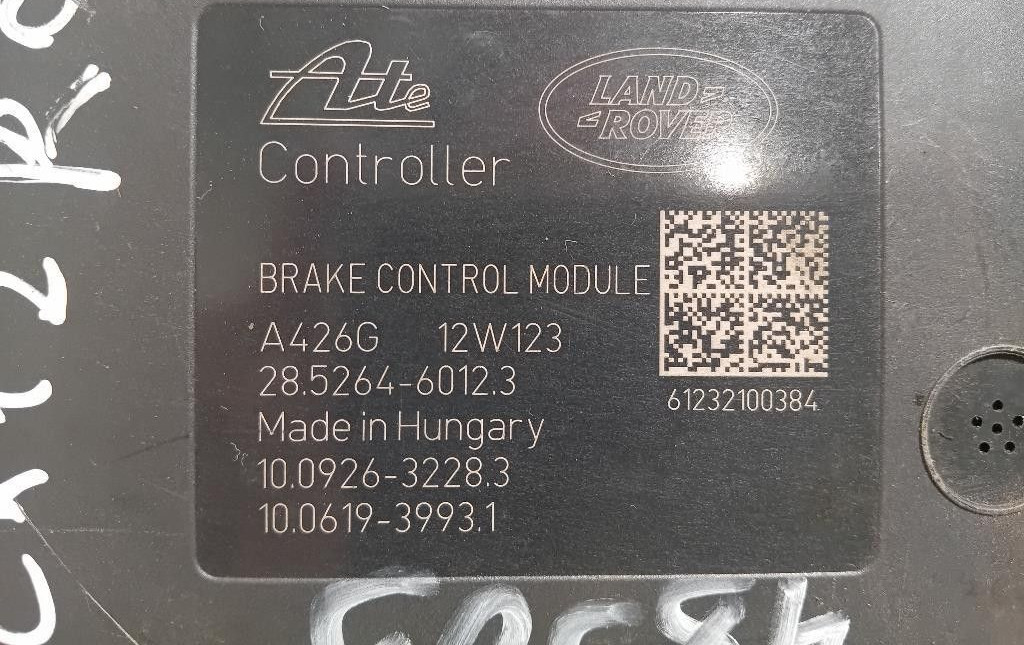 Ate
LAND
ROVER
Controller
BRAKE CONTROL MODULE
A426G 12W123
28.5264-6012.3
61232100384
Made in Hungary
10.0926-3228.3
10.0619-3993.1